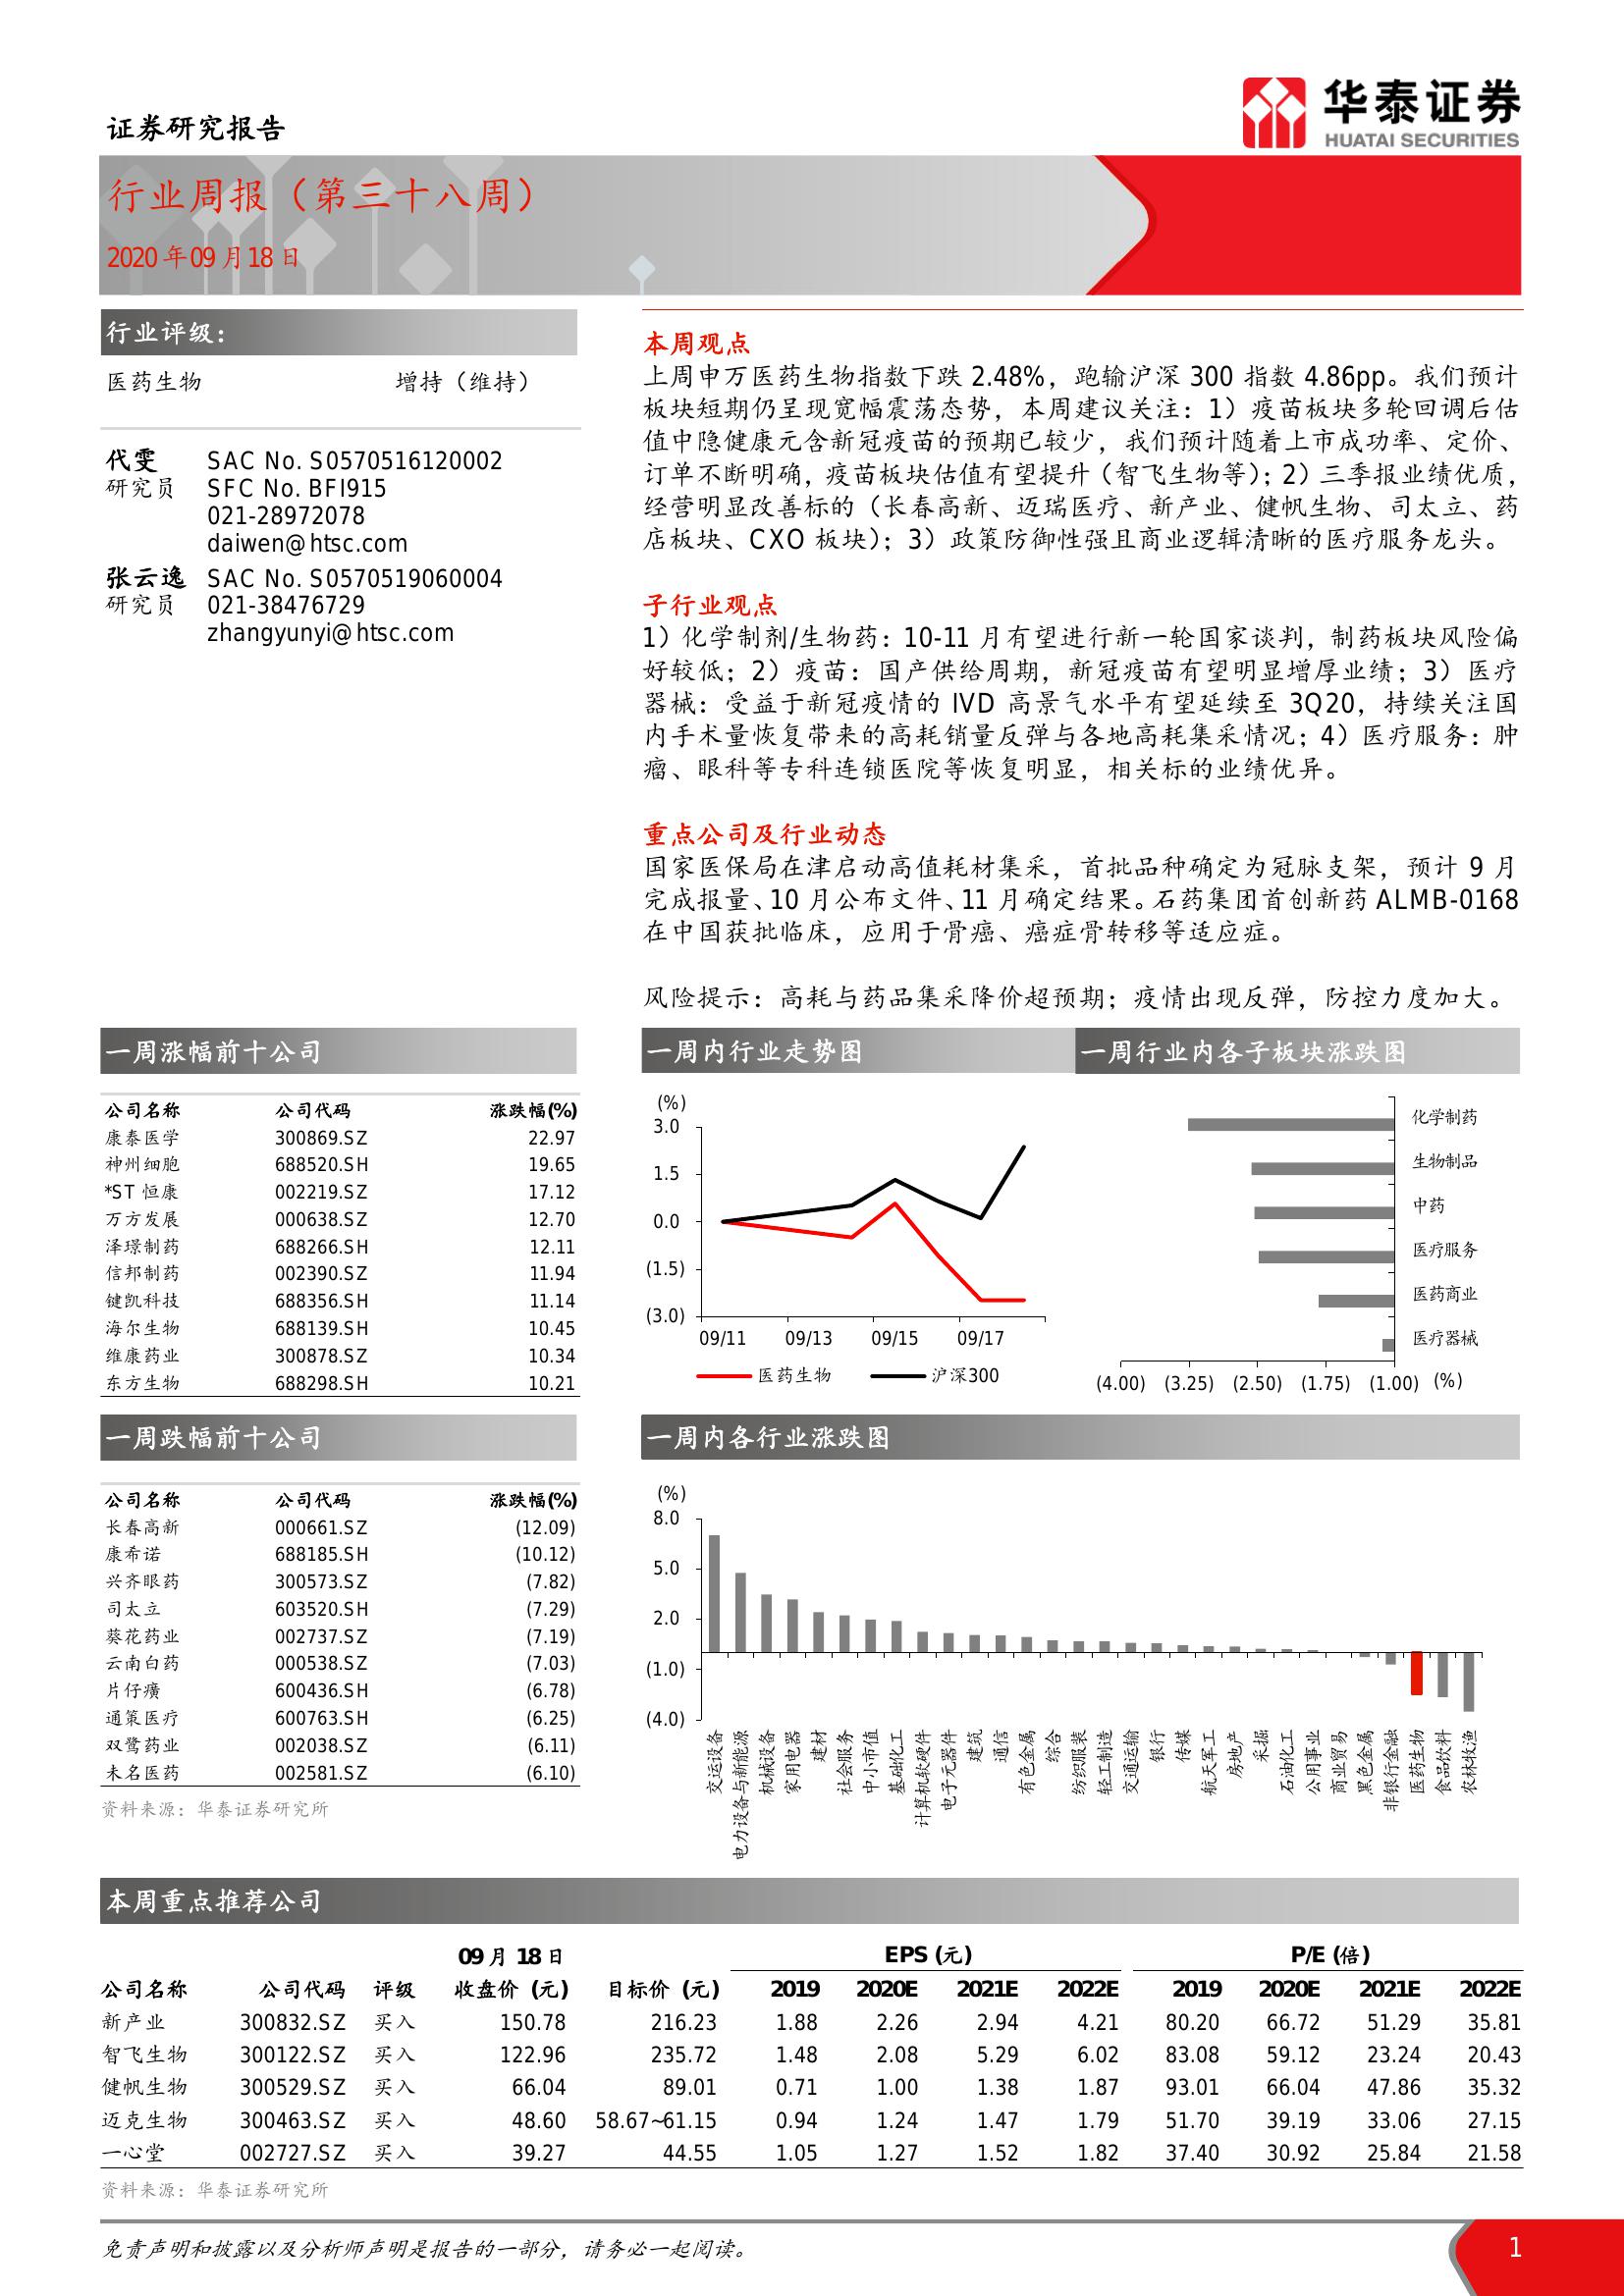 证券研究报告
华泰证券
HUATAI SECURITIES
行业周报（第三十八周）
2020年09月18日
行业评级：
医药生物 增持（维持）
代雯 SAC No. S0570516120002
研究员 SFC No. BFI915
021-28972078
daiwen@htsc.com
张云逸 SAC No. S0570519060004
研究员 021-38476729
zhangyunyi@htsc.com
本周观点
上周申万医药生物指数下跌 2.48%，跑输沪深 300 指数 4.86pp。我们预计
板块短期仍呈现宽幅震荡态势，本周建议关注：1）疫苗板块多轮回调后估
值中隐健康元含新冠疫苗的预期已较少，我们预计随着上市成功率、定价、
订单不断明确，疫苗板块估值有望提升（智飞生物等）；2）三季报业绩优质，
经营明显改善标的（长春高新、迈瑞医疗、新产业、健帆生物、司太立、药
店板块、CXO 板块）；3）政策防御性强且商业逻辑清晰的医疗服务龙头。
子行业观点
1）化学制剂/生物药：10-11 月有望进行新一轮国家谈判，制药板块风险偏
好较低；2）疫苗：国产供给周期，新冠疫苗有望明显增厚业绩；3）医疗
器械：受益于新冠疫情的 IVD 高景气水平有望延续至 3Q20，持续关注国
内手术量恢复带来的高耗销量反弹与各地高耗集采情况；4）医疗服务：肿
瘤、眼科等专科连锁医院等恢复明显，相关标的业绩优异。
重点公司及行业动态
国家医保局在津启动高值耗材集采，首批品种确定为冠脉支架，预计 9 月
完成报量、10 月公布文件、11 月确定结果。石药集团首创新药 ALMB-0168
在中国获批临床，应用于骨癌、癌症骨转移等适应症。
风险提示：高耗与药品集采降价超预期；疫情出现反弹，防控力度加大。
一周涨幅前十公司
公司名称 公司代码 涨跌幅(%)
康泰医学 300869.SZ 22.97
神州细胞 688520.SH 19.65
*ST 恒康 002219.SZ 17.12
万方发展 000638.SZ 12.70
泽璟制药 688266.SH 12.11
信邦制药 002390.SZ 11.94
键凯科技 688356.SH 11.14
海尔生物 688139.SH 10.45
维康药业 300878.SZ 10.34
东方生物 688298.SH 10.21
一周内行业走势图
(%)
3.0
1.5
0.0
(1.5)
(3.0)
09/11 09/13 09/15 09/17
医药生物 沪深300
一周行业内各子板块涨跌图
化学制药
生物制品
中药
医疗服务
医药商业
医疗器械
(4.00) (3.25) (2.50) (1.75) (1.00) (%)
一周跌幅前十公司
公司名称 公司代码 涨跌幅(%)
长春高新 000661.SZ (12.09)
康希诺 688185.SH (10.12)
兴齐眼药 300573.SZ (7.82)
司太立 603520.SH (7.29)
葵花药业 002737.SZ (7.19)
云南白药 000538.SZ (7.03)
片仔癀 600436.SH (6.78)
通策医疗 600763.SH (6.25)
双鹭药业 002038.SZ (6.11)
未名医药 002581.SZ (6.10)
资料来源：华泰证券研究所
一周内各行业涨跌图
(%)
8.0
5.0
2.0
(1.0)
(4.0)
交运设备
电力设备与新能源
机械设备
家用电器
建材
社会服务
中小市值
基础化工
计算机软硬件
电子元器件
建筑
通信
有色金属
综合
纺织服装
轻工制造
交通运输
银行
传媒
航天军工
房地产
采掘
石油化工
公用事业
商业贸易
黑色金属
非银行金融
医药生物
食品饮料
农林牧渔
本周重点推荐公司
09 月 18 日 EPS (元) P/E (倍)
公司名称 公司代码 评级 收盘价 (元) 目标价 (元) 2019 2020E 2021E 2022E 2019 2020E 2021E 2022E
新产业 300832.SZ 买入 150.78 216.23 1.88 2.26 2.94 4.21 80.20 66.72 51.29 35.81
智飞生物 300122.SZ 买入 122.96 235.72 1.48 2.08 5.29 6.02 83.08 59.12 23.24 20.43
健帆生物 300529.SZ 买入 66.04 89.01 0.71 1.00 1.38 1.87 93.01 66.04 47.86 35.32
迈克生物 300463.SZ 买入 48.60 58.67~61.15 0.94 1.24 1.47 1.79 51.70 39.19 33.06 27.15
一心堂 002727.SZ 买入 39.27 44.55 1.05 1.27 1.52 1.82 37.40 30.92 25.84 21.58
资料来源：华泰证券研究所
免责声明和披露以及分析师声明是报告的一部分，请务必一起阅读。 1